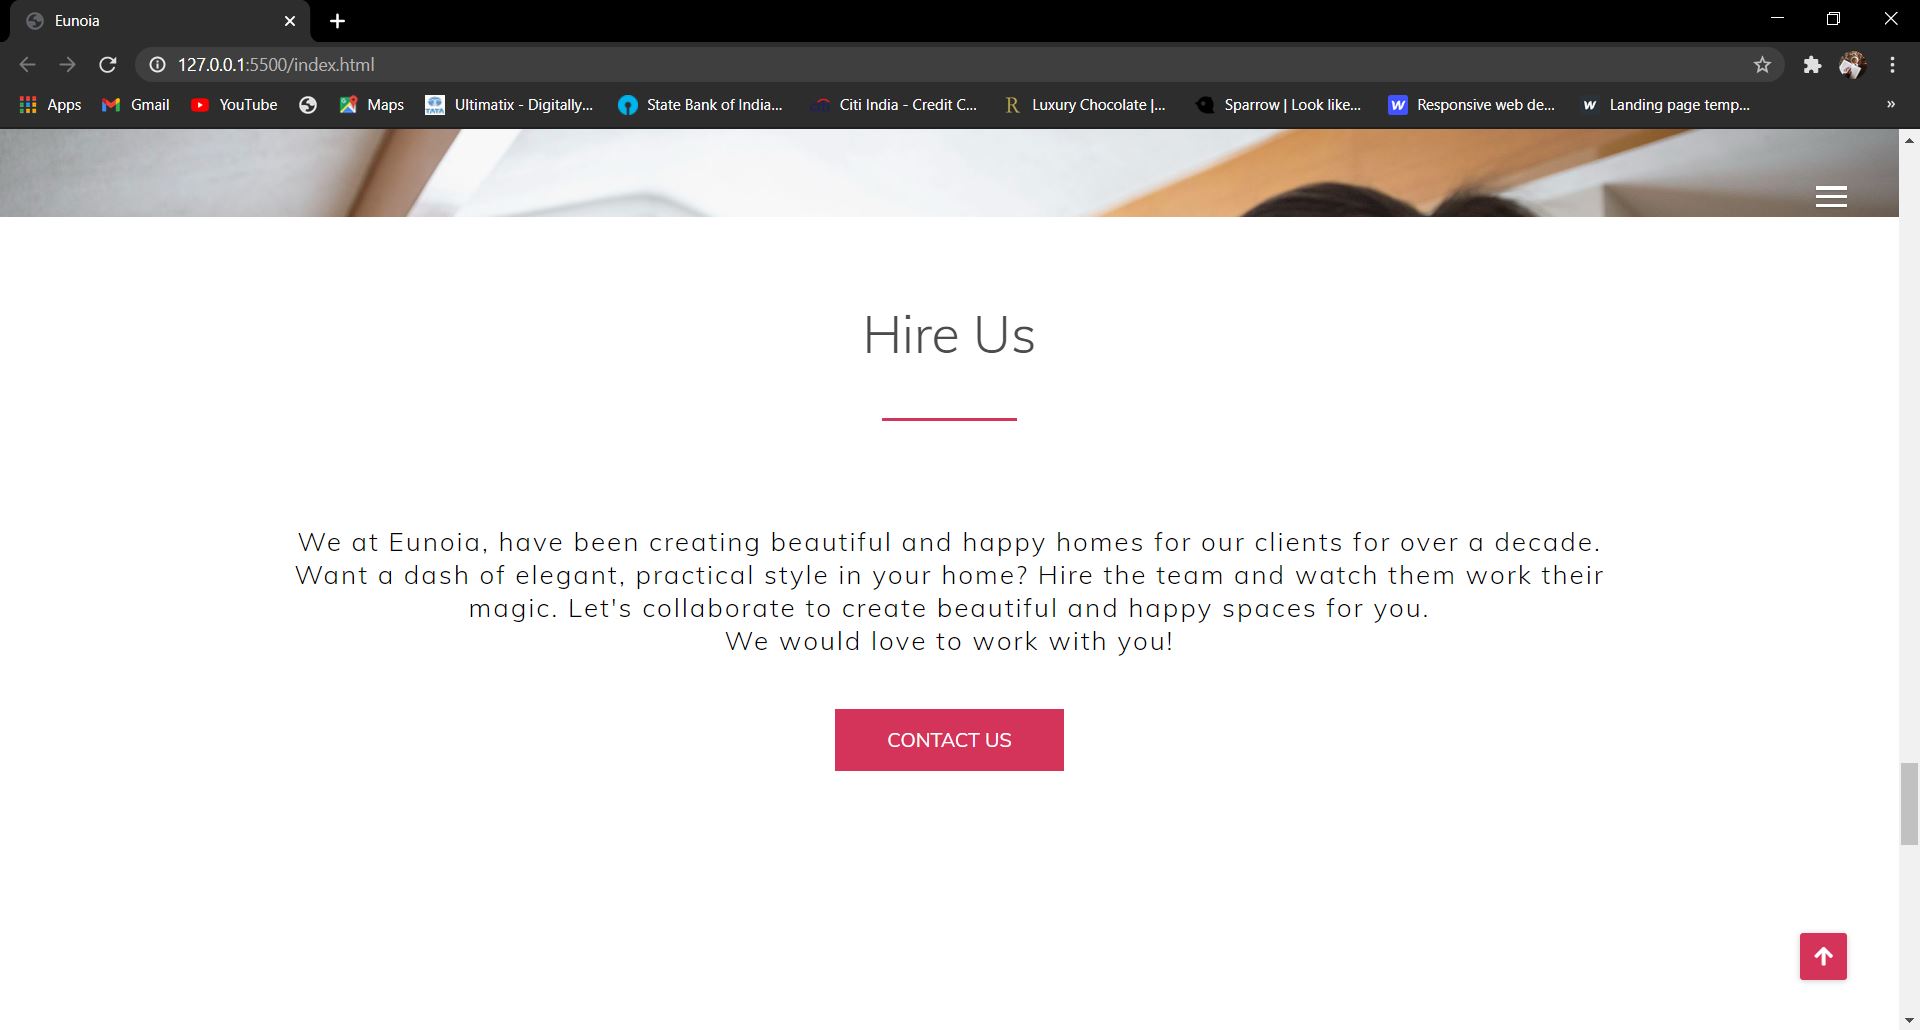 Eunoia
127.0.0.1:5500/index.html
Apps Gmail YouTube Maps Ultimatix - Digitally... State Bank of India... Citi India - Credit C... Luxury Chocolate |... Sparrow | Look like... Responsive web de... Landing page temp... »
Hire Us
We at Eunoia, have been creating beautiful and happy homes for our clients for over a decade.
Want a dash of elegant, practical style in your home? Hire the team and watch them work their
magic. Let's collaborate to create beautiful and happy spaces for you.
We would love to work with you!
CONTACT US